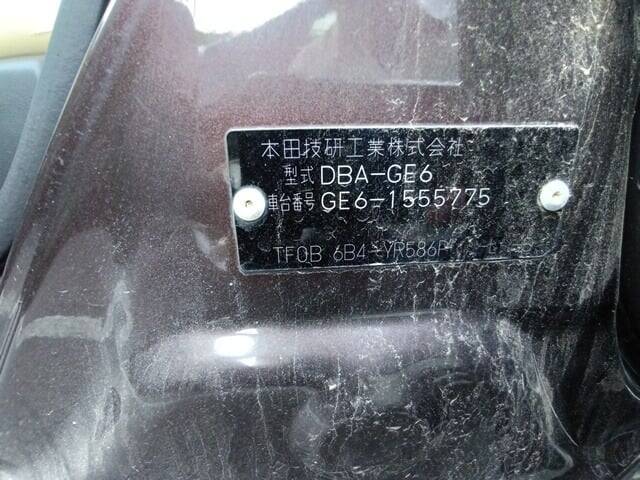 本田技研工業株式会社
型式 DBA-GE6
車台番号 GE6-1555775
TF0B 6B4-YR586P